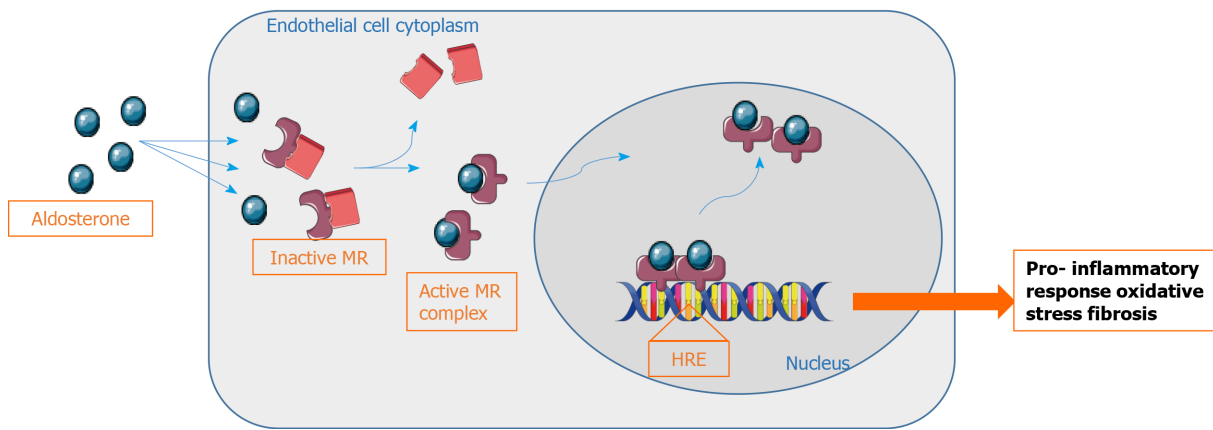 Endothelial cell cytoplasm
Aldosterone
Inactive MR
Active MR
complex
HRE
Nucleus
Pro- inflammatory
response oxidative
stress fibrosis